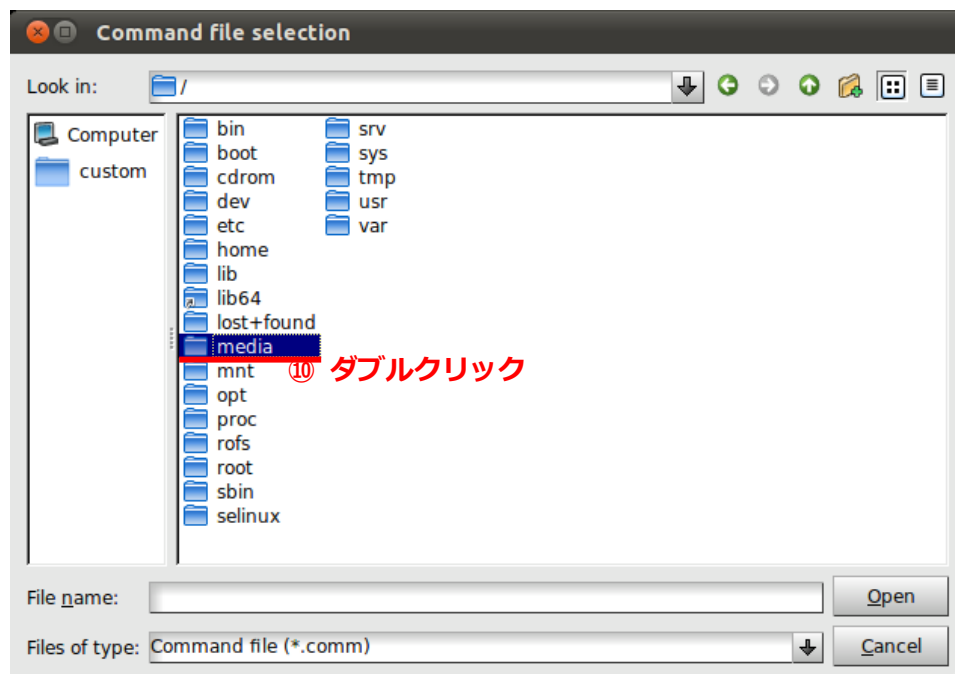 Command file selection
Look in: /
Computer
custom
bin
boot
cdrom
dev
etc
home
lib
lib64
lost+found
media
mnt
opt
proc
rofs
root
sbin
selinux
srv
sys
tmp
usr
var
⑩ ダブルクリック
File name:
Open
Files of type: Command file (*.comm)
Cancel